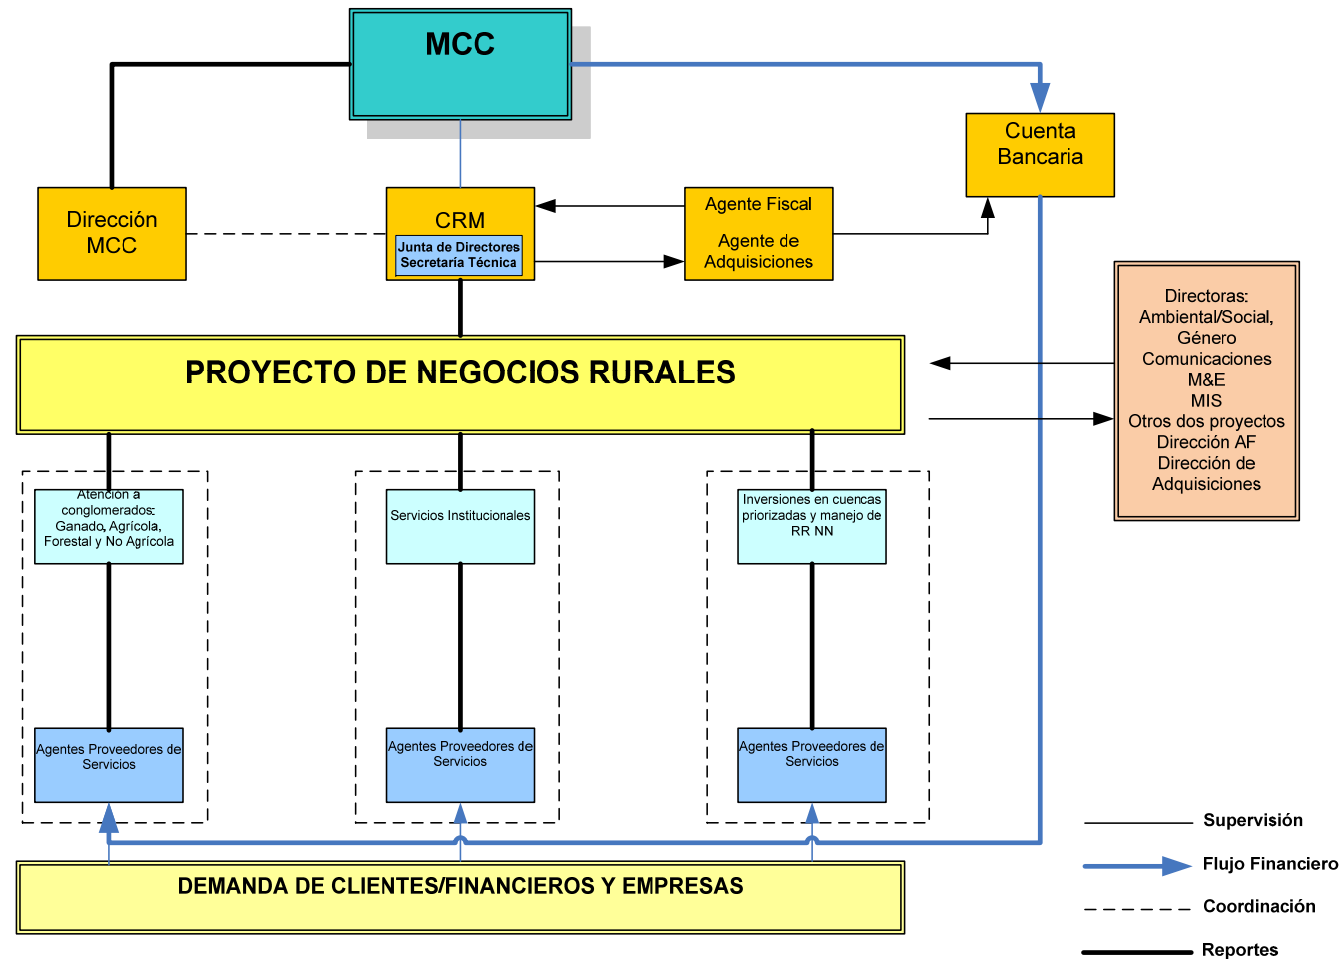 MCC
Cuenta
Bancaria
Dirección
MCC
CRM
Junta de Directores
Secretaría Técnica
Agente Fiscal
Agente de
Adquisiciones
Directoras:
Ambiental/Social,
Género
Comunicaciones
M&E
MIS
Otros dos proyectos
Dirección AF
Dirección de
Adquisiciones
PROYECTO DE NEGOCIOS RURALES
Atención a
conglomerados:
Ganado, Agrícola,
Forestal y No Agrícola
Servicios Institucionales
Inversiones en cuencas
priorizadas y manejo de
RR NN
Agentes Proveedores de
Servicios
Agentes Proveedores de
Servicios
Agentes Proveedores de
Servicios
DEMANDA DE CLIENTES/FINANCIEROS Y EMPRESAS
Supervisión
Flujo Financiero
Coordinación
Reportes